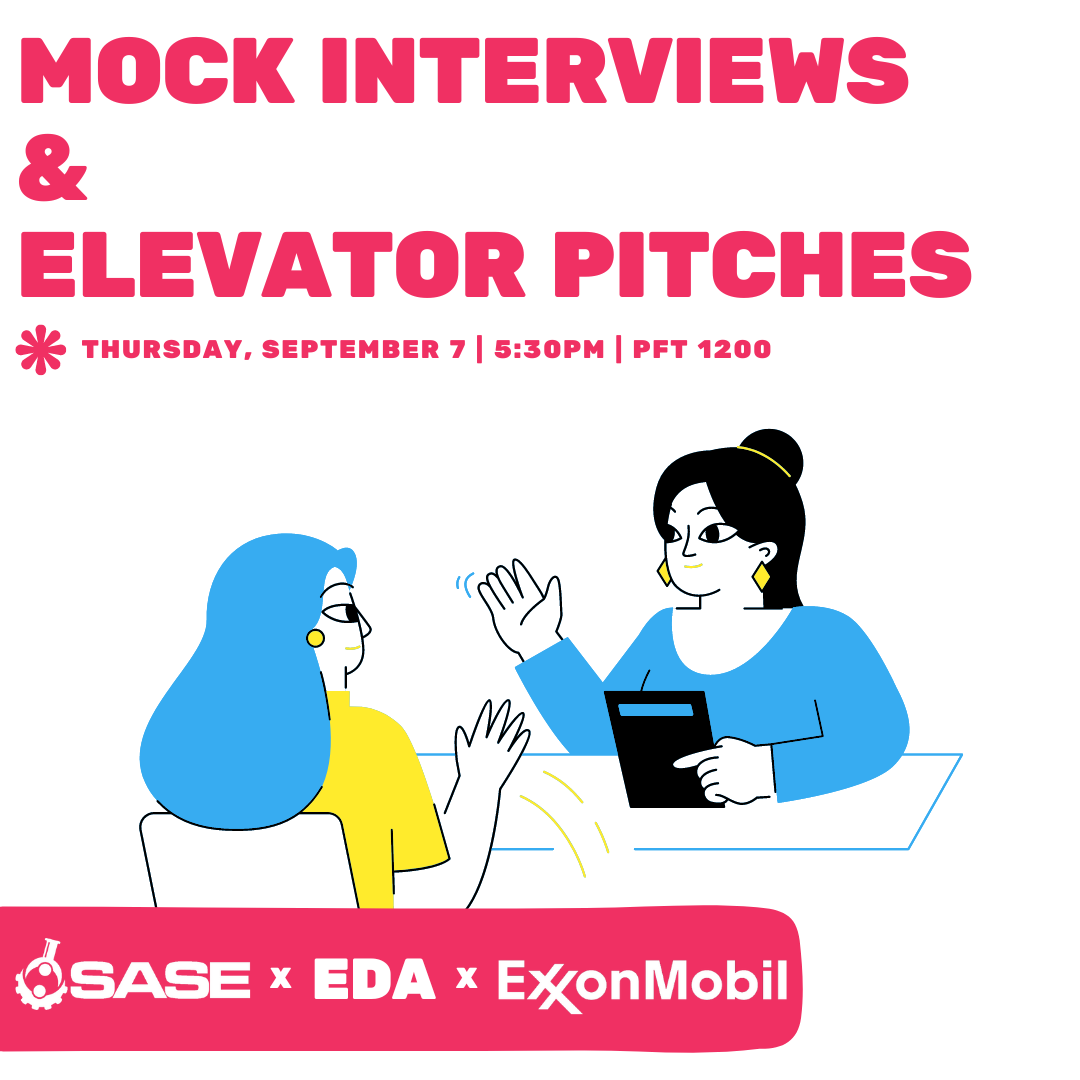 MOCK INTERVIEWS
&
ELEVATOR PITCHES
THURSDAY, SEPTEMBER 7 | 5:30PM | PFT 1200
SASE x EDA x ExxonMobil